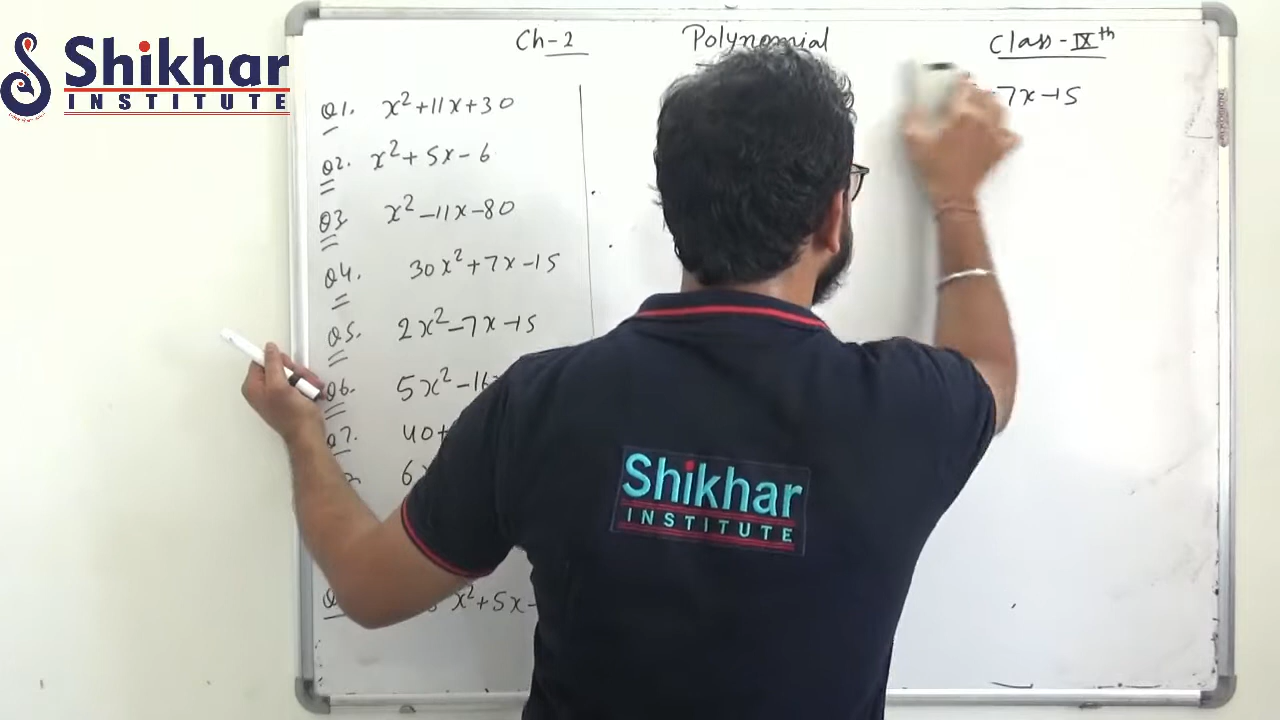 Shikhar
INSTITUTE
Ch-2 Polynomial Class-IXth
Q1. x²+11x+30
Q2. x²+5x-6
Q3. x²-11x-80
Q4. 30x²+7x-15
Q5. 2x²-7x-15
Q6. 5x²-16
Q7. 40+
6x
x²+5x-
-7x-15
Shikhar
INSTITUTE